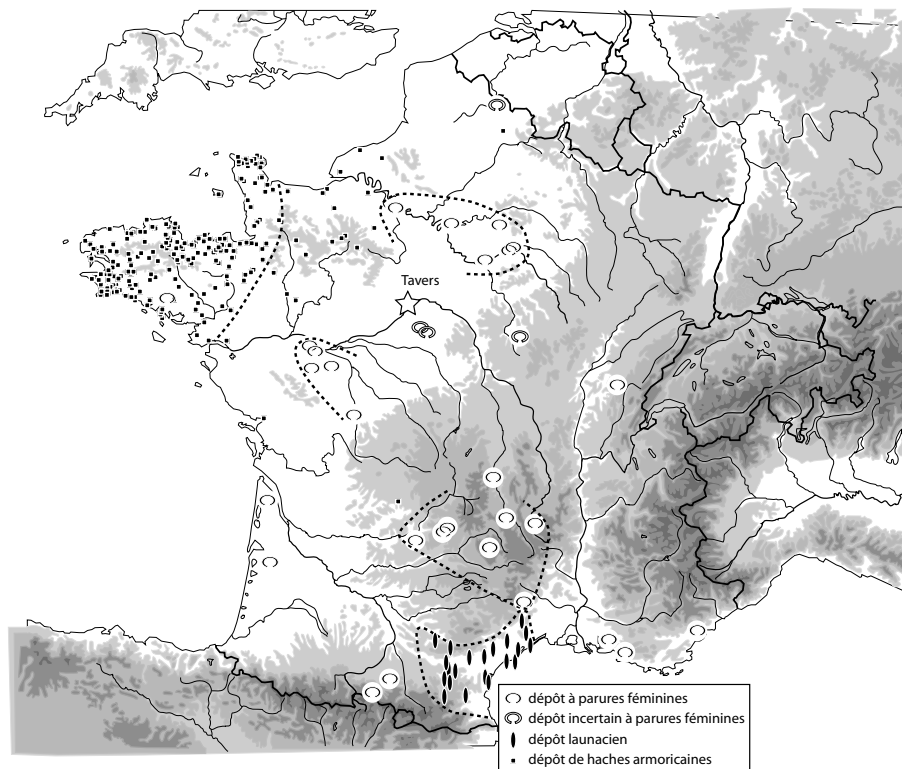 Tavers
dépôt à parures féminines
dépôt incertain à parures féminines
dépôt launacien
dépôt de haches armoricaines